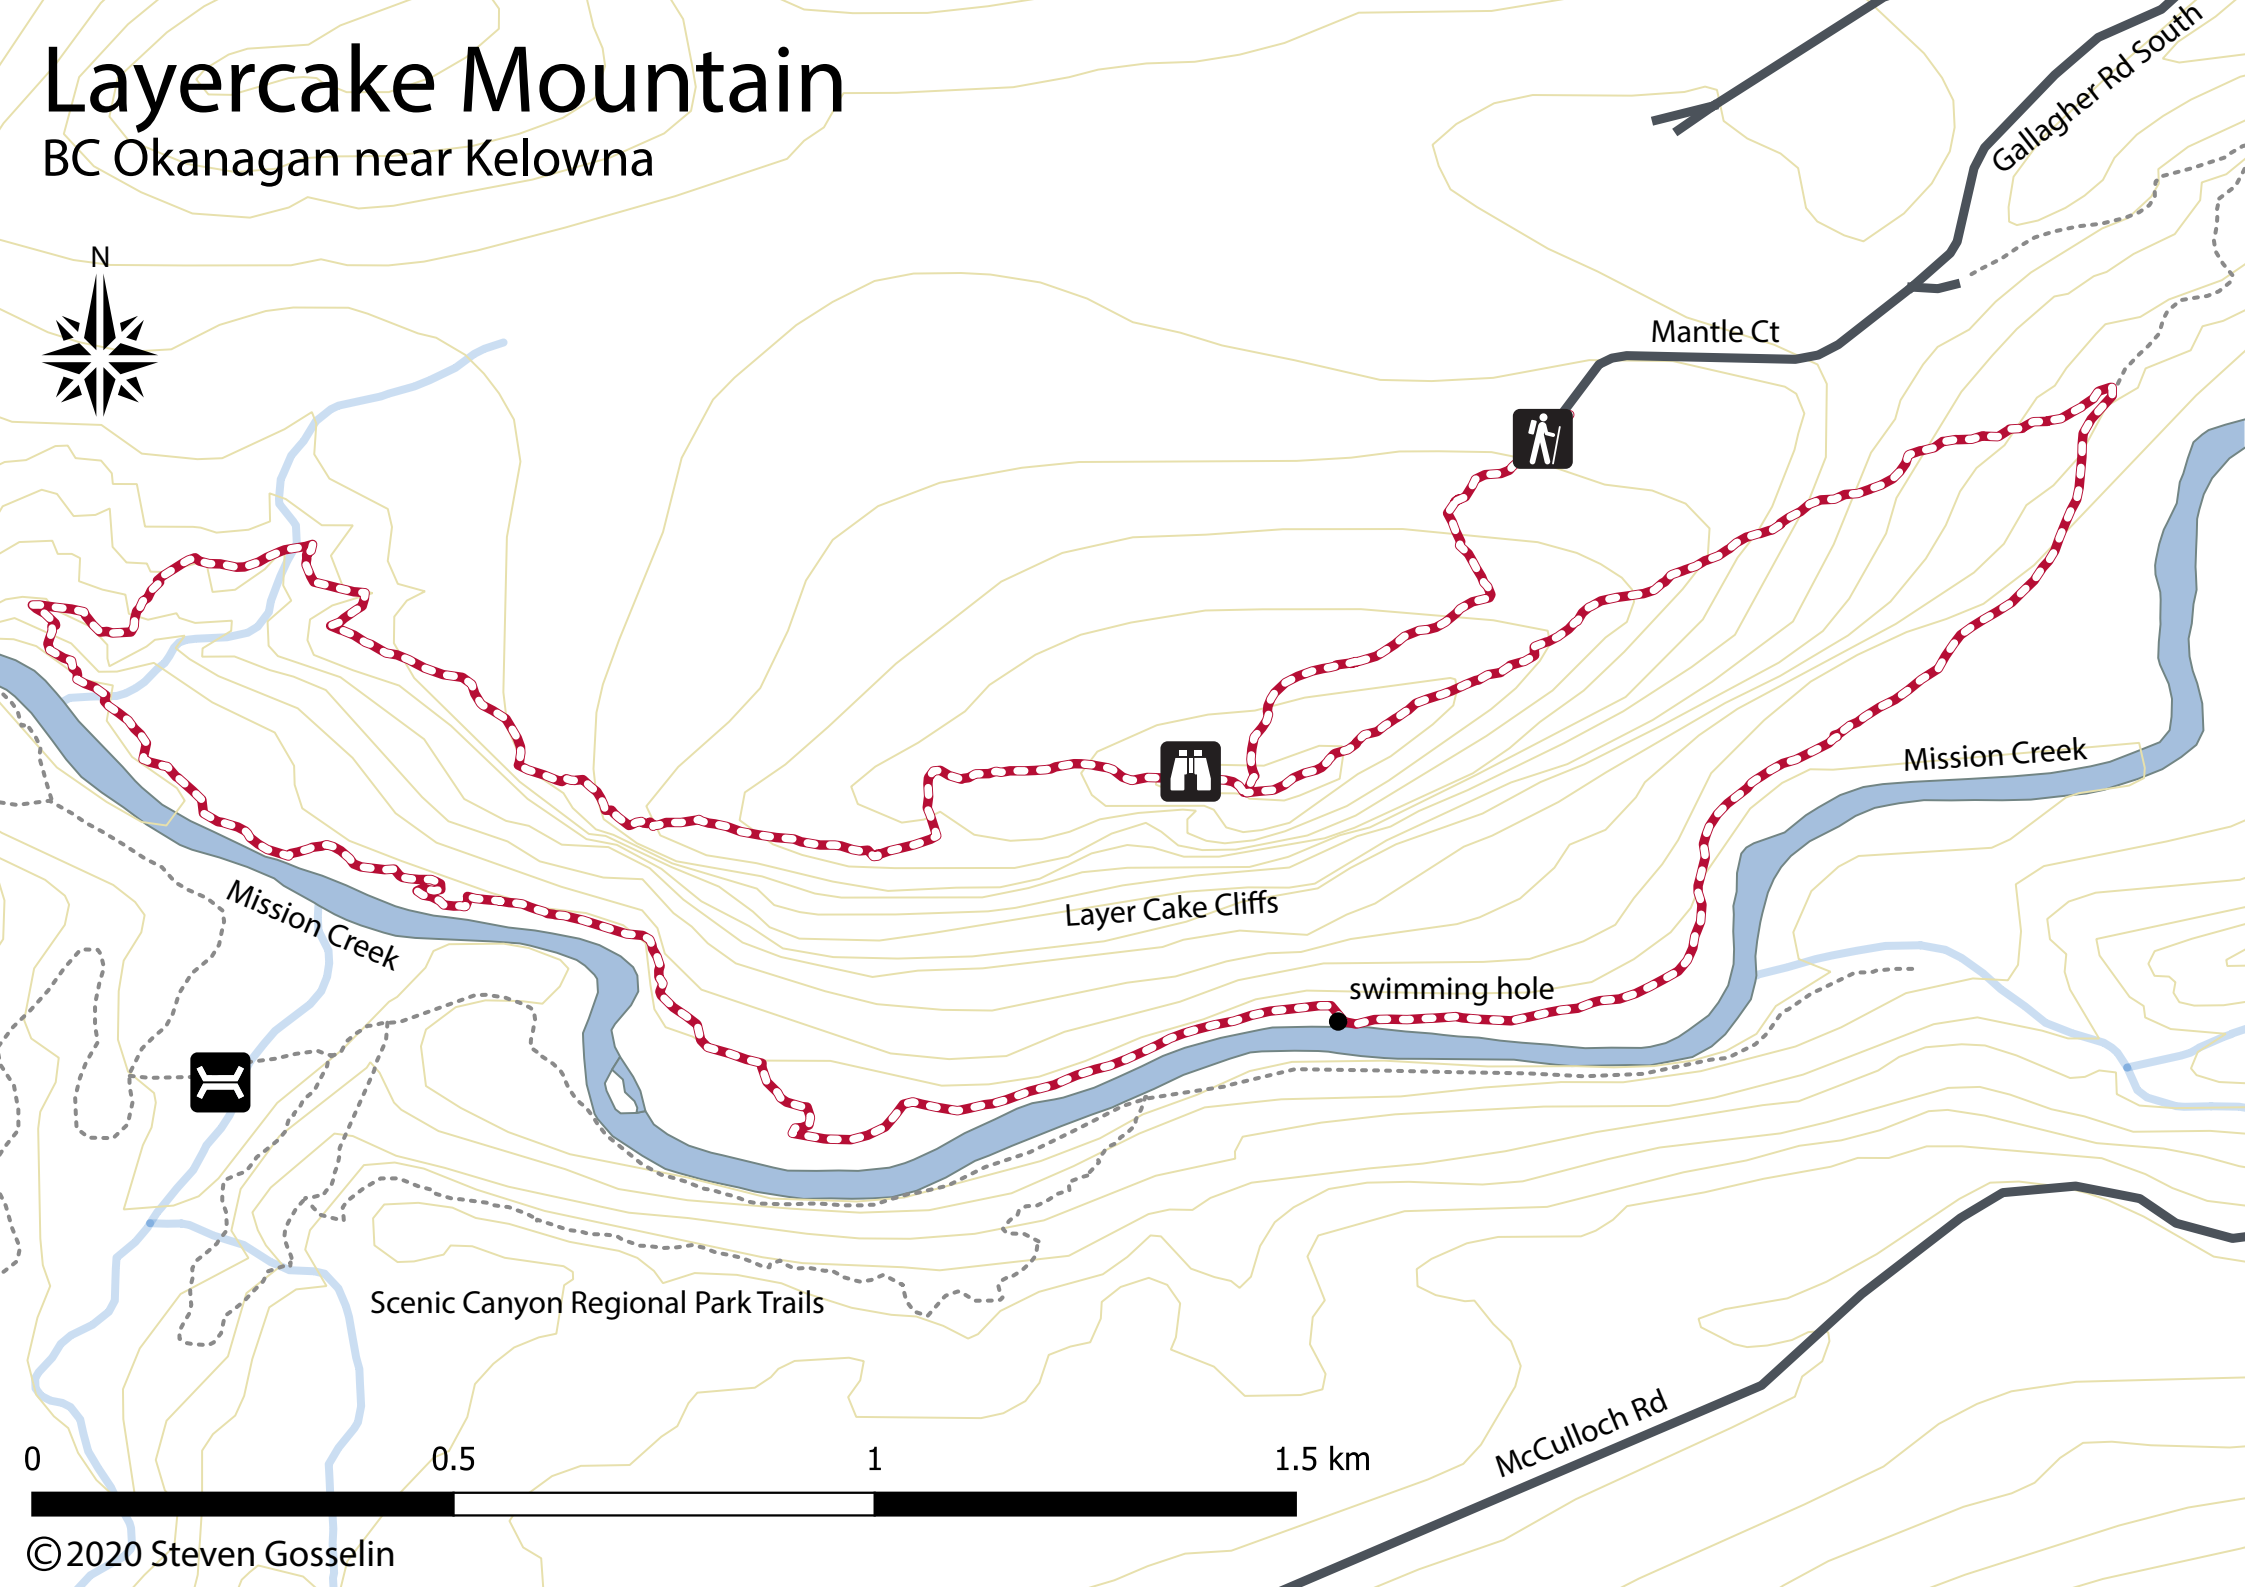 Layercake Mountain
BC Okanagan near Kelowna
N
Gallagher Rd South
Mantle Ct
Mission Creek
Layer Cake Cliffs
Mission Creek
swimming hole
Scenic Canyon Regional Park Trails
McCulloch Rd
0 0.5 1 1.5 km
©2020 Steven Gosselin